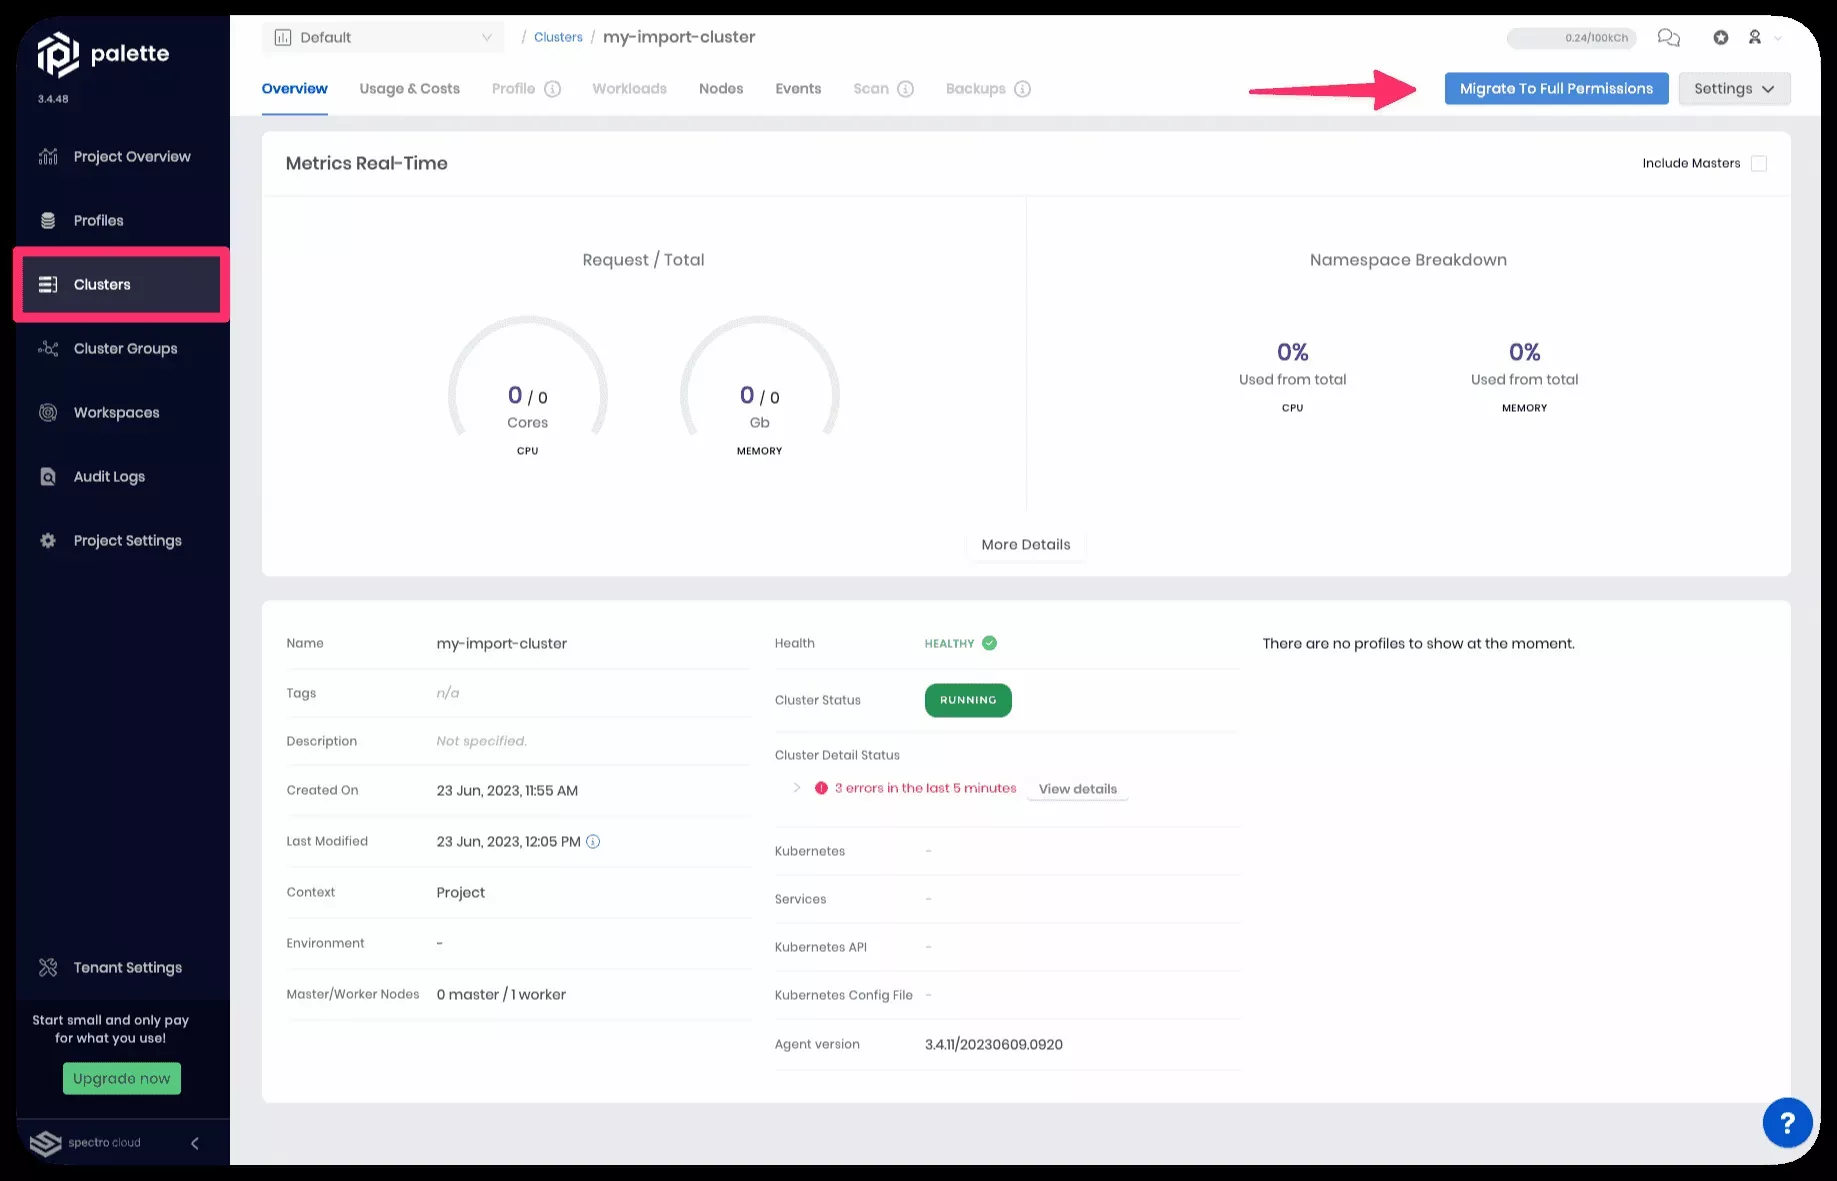 palette
3.4.48
Project Overview
Profiles
Clusters
Cluster Groups
Workspaces
Audit Logs
Project Settings
Tenant Settings
Start small and only pay
for what you use!
Upgrade now
spectro cloud
Default / Clusters / my-import-cluster
0.24/100kCh
Overview Usage & Costs Profile Workloads Nodes Events Scan Backups
Migrate To Full Permissions Settings
Metrics Real-Time
Include Masters
Request / Total
0 / 0
Cores
CPU
0 / 0
Gb
MEMORY
Namespace Breakdown
0%
Used from total
CPU
0%
Used from total
MEMORY
More Details
Name my-import-cluster
Tags n/a
Description Not specified.
Created On 23 Jun, 2023, 11:55 AM
Last Modified 23 Jun, 2023, 12:05 PM
Context Project
Environment -
Master/Worker Nodes 0 master / 1 worker
Health HEALTHY
Cluster Status RUNNING
Cluster Detail Status
3 errors in the last 5 minutes View details
Kubernetes -
Services -
Kubernetes API -
Kubernetes Config File -
Agent version 3.4.11/20230609.0920
There are no profiles to show at the moment.
?